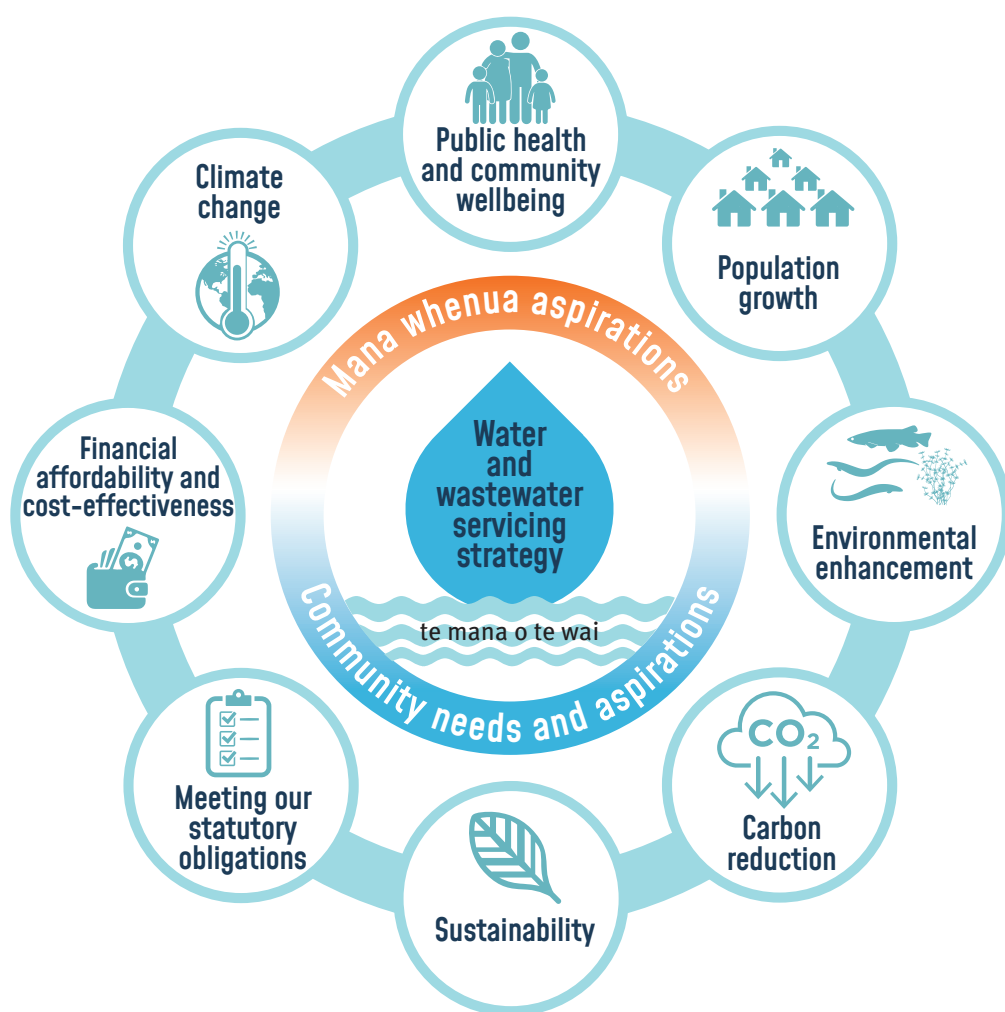 Public health
and community
wellbeing
Population
growth
Environmental
enhancement
CO2
Carbon
reduction
Sustainability
Meeting our
statutory
obligations
Financial
affordability and
cost-effectiveness
Climate
change
Mana whenua aspirations
Water
and
wastewater
servicing
strategy
te mana o te wai
Community needs and aspirations